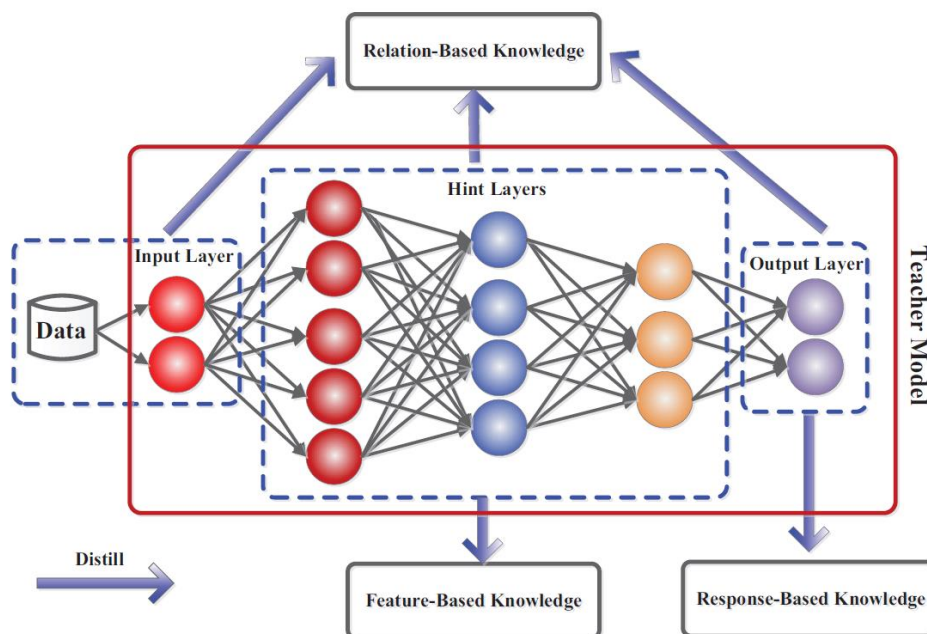 Relation-Based Knowledge
Hint Layers
Input Layer
Output Layer
Data
Teacher Model
Distill
Feature-Based Knowledge
Response-Based Knowledge